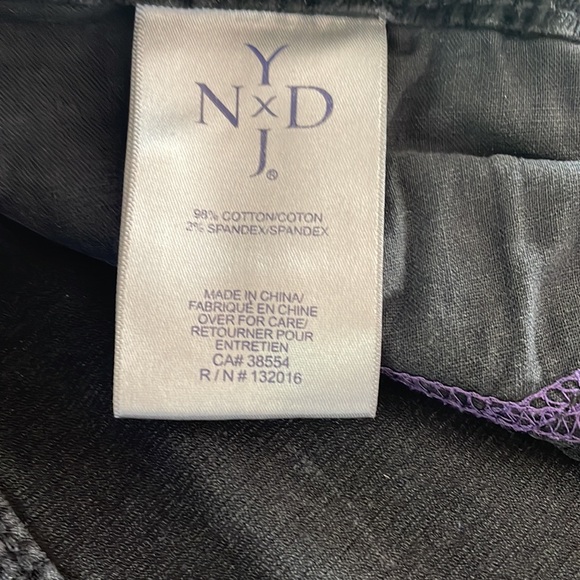 Y
N x D
J®
98% COTTON/COTON
2% SPANDEX/SPANDEX
MADE IN CHINA/
FABRIQUÉ EN CHINE
OVER FOR CARE/
RETOURNER POUR
ENTRETIEN
CA# 38554
R / N # 132016